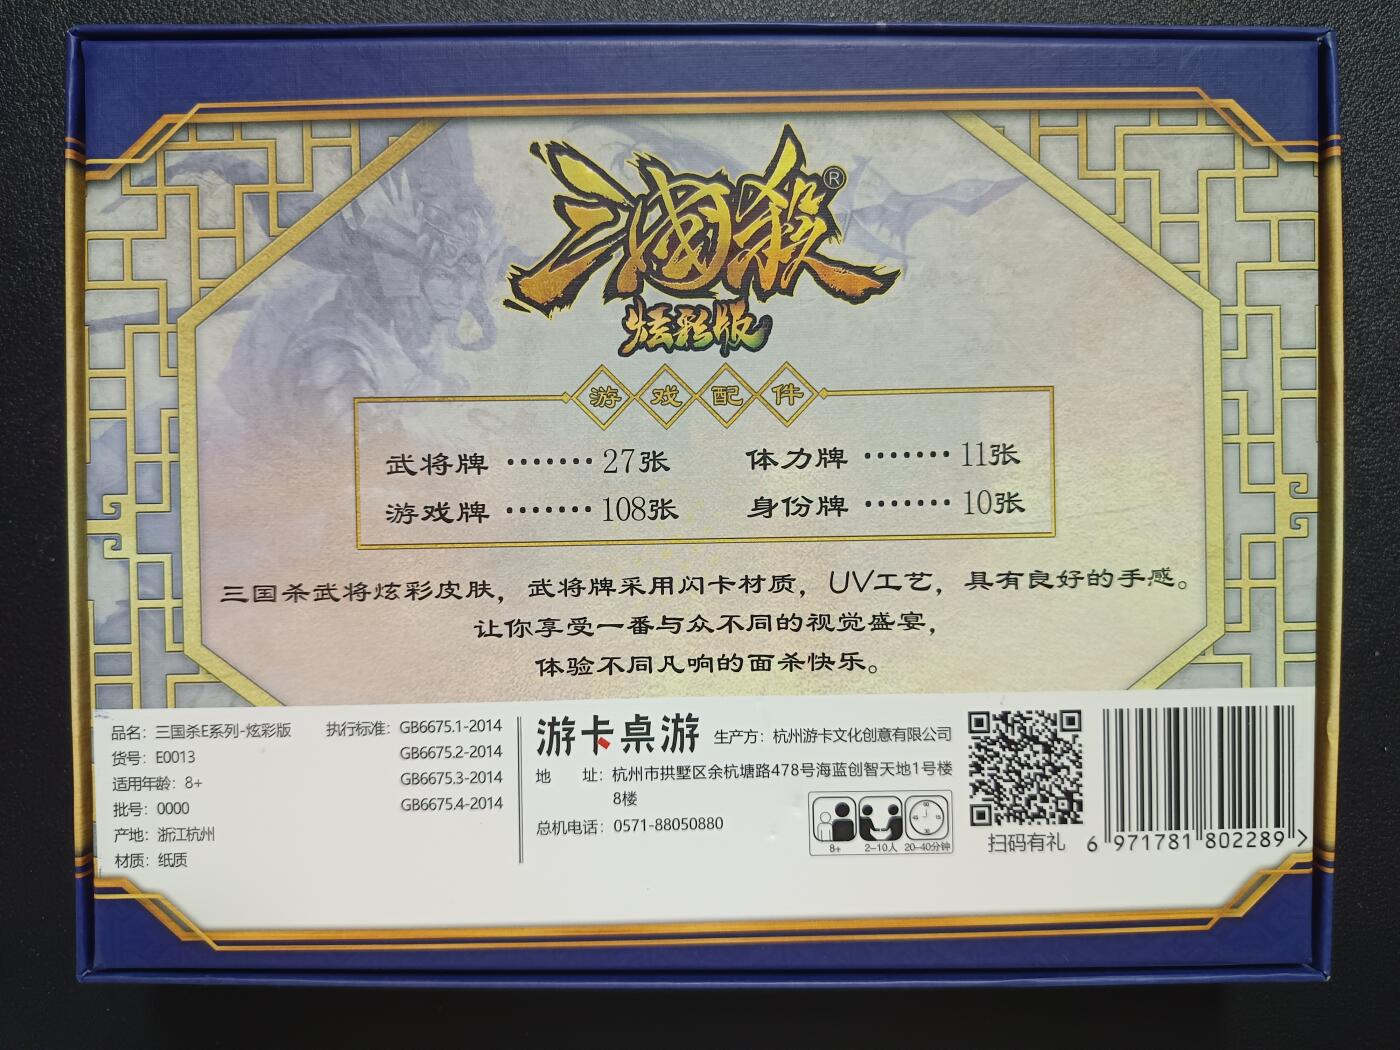 三国杀®
炫彩版
游戏配件
武将牌 ······· 27张 体力牌 ······· 11张
游戏牌 ······· 108张 身份牌 ······· 10张
三国杀武将炫彩皮肤，武将牌采用闪卡材质，UV工艺，具有良好的手感。
让你享受一番与众不同的视觉盛宴，
体验不同凡响的面杀快乐。
品名：三国杀E系列-炫彩版
货号：E0013
适用年龄：8+
批号：0000
产地：浙江杭州
材质：纸质
执行标准：GB6675.1-2014
GB6675.2-2014
GB6675.3-2014
GB6675.4-2014
游卡桌游 生产方：杭州游卡文化创意有限公司
地 址：杭州市拱墅区余杭塘路478号海蓝创智天地1号楼
8楼
总机电话：0571-88050880
60
45 15
30
8+ 2-10人 20-40分钟
扫码有礼
6 971781 802289 >